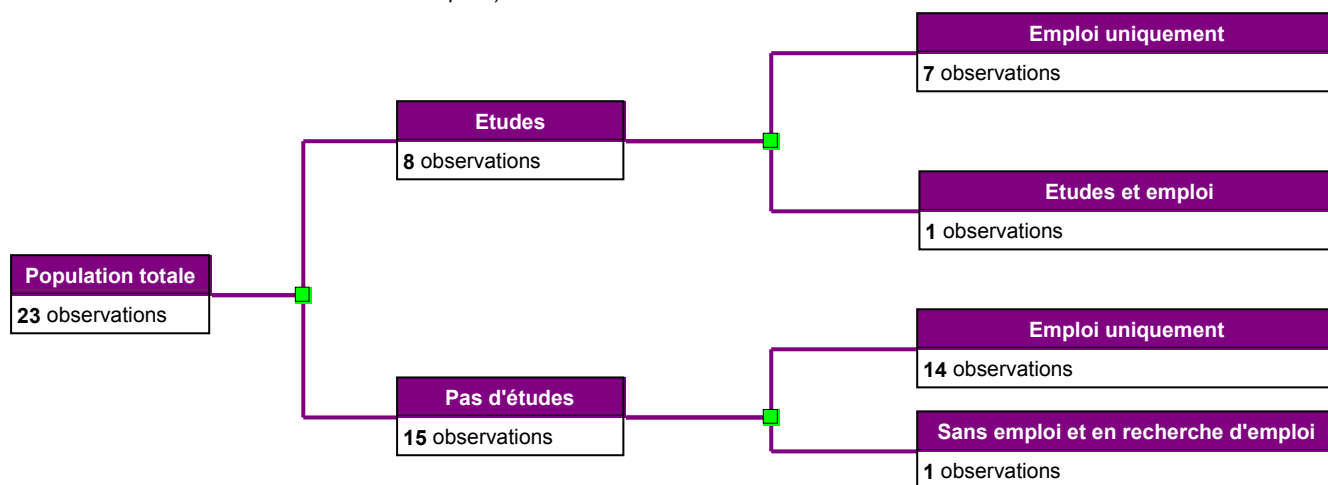 Emploi uniquement
7 observations
Etudes
8 observations
Etudes et emploi
1 observations
Population totale
23 observations
Emploi uniquement
14 observations
Pas d'études
15 observations
Sans emploi et en recherche d'emploi
1 observations